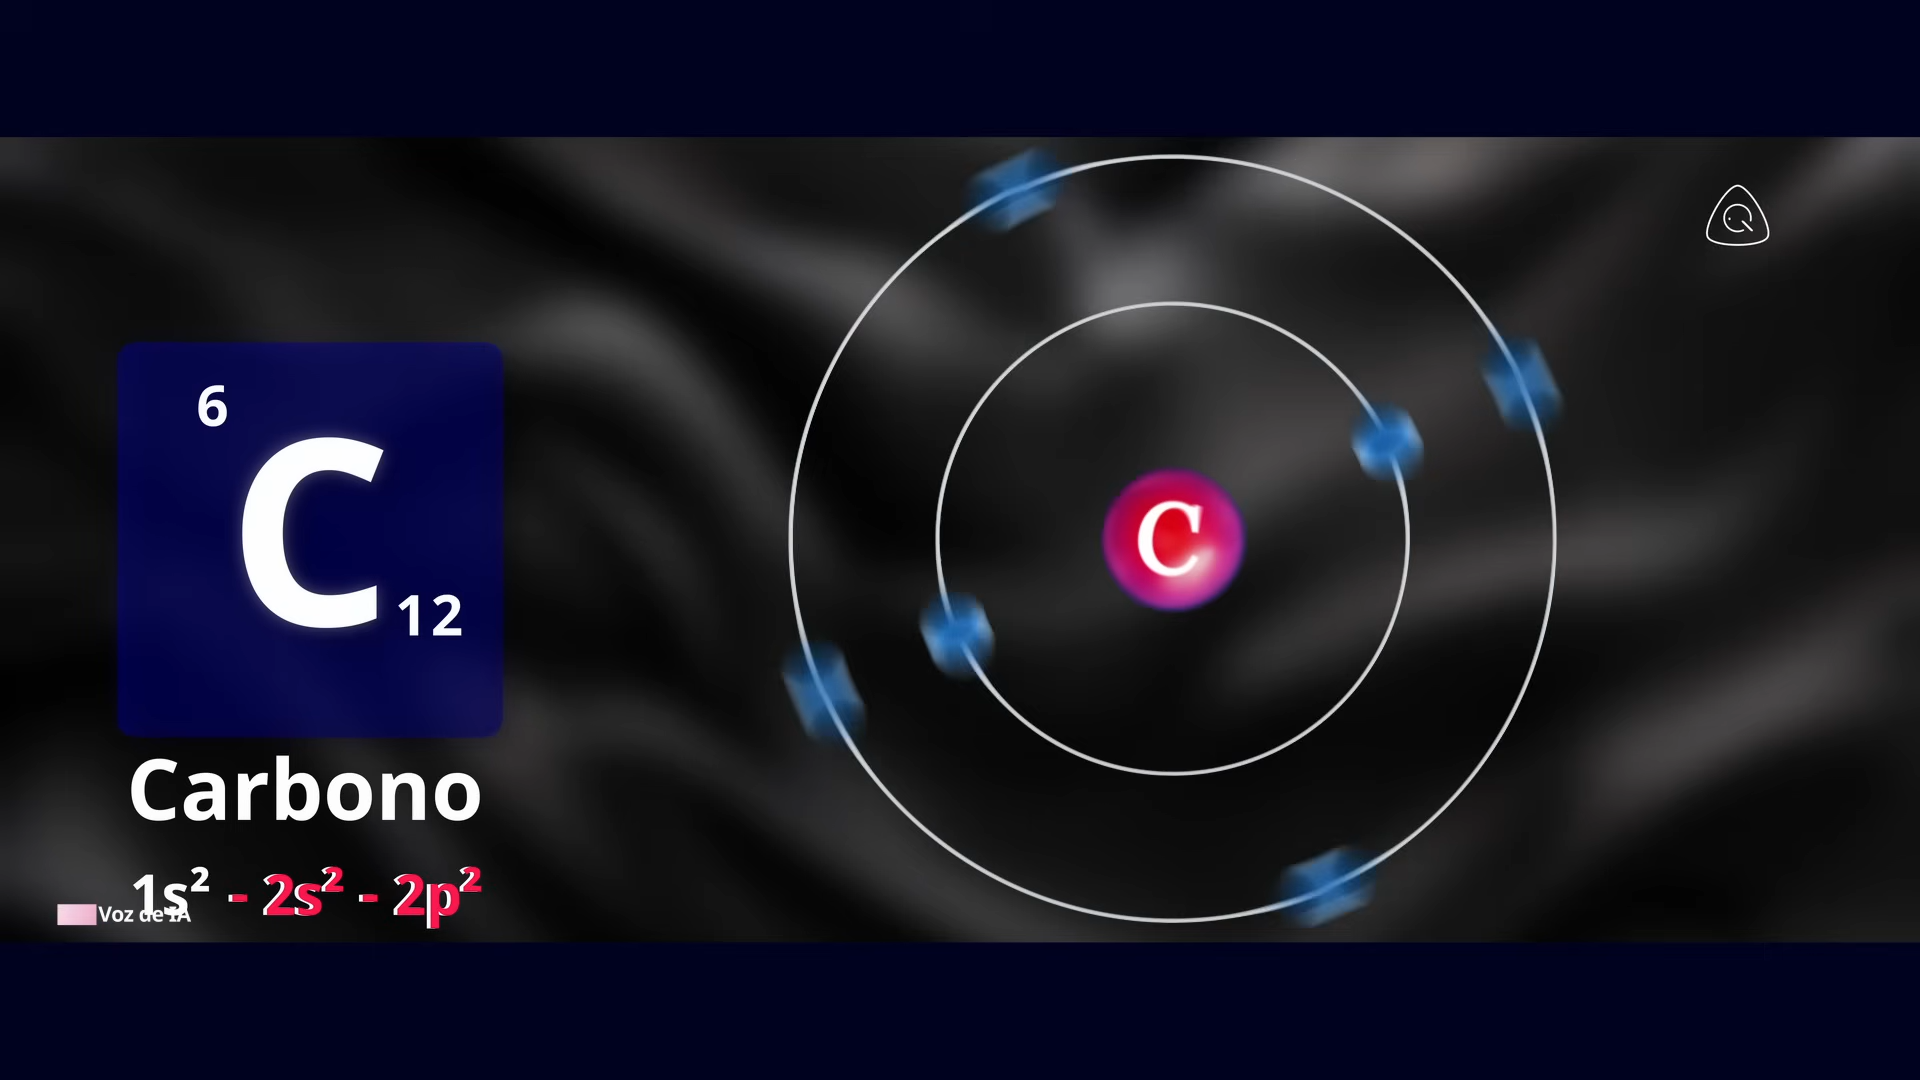 6
C
12
Carbono
1s² - 2s² - 2p²
Voz de IA
C